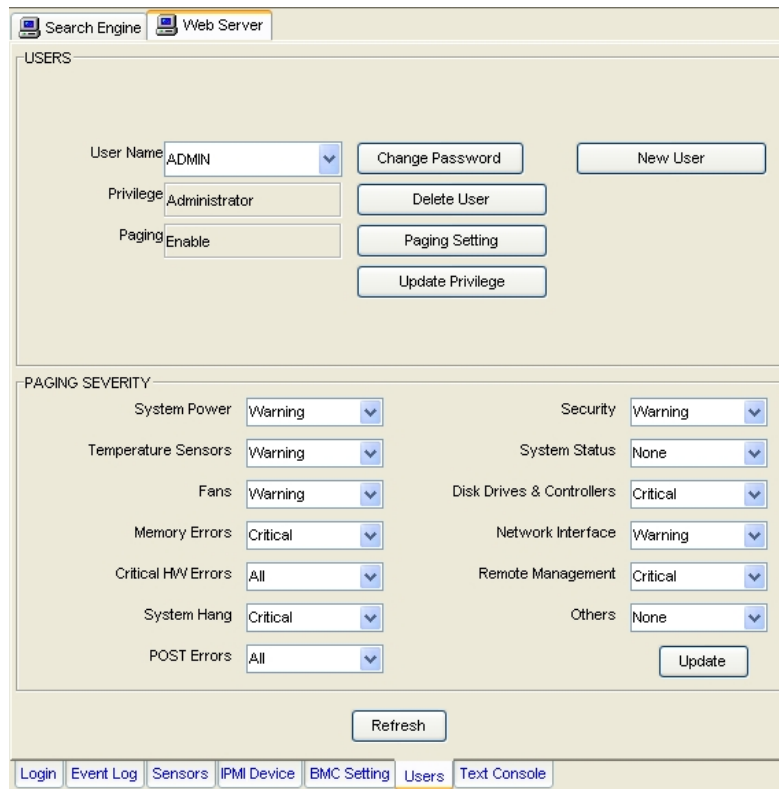 Search Engine Web Server
USERS
User Name ADMIN Change Password New User
Privilege Administrator Delete User
Paging Enable Paging Setting
Update Privilege
PAGING SEVERITY
System Power Warning Security Warning
Temperature Sensors Warning System Status None
Fans Warning Disk Drives & Controllers Critical
Memory Errors Critical Network Interface Warning
Critical HW Errors All Remote Management Critical
System Hang Critical Others None
POST Errors All Update
Refresh
Login Event Log Sensors IPMI Device BMC Setting Users Text Console